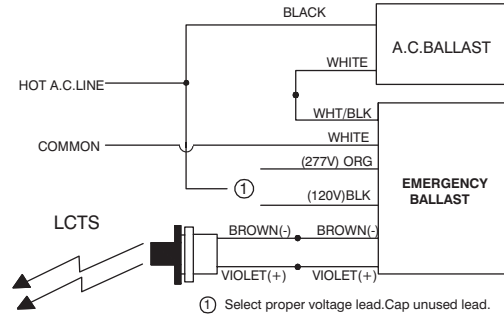 BLACK
A.C.BALLAST
WHITE
HOT A.C.LINE
WHT/BLK
WHITE
COMMON
(277V) ORG
①
EMERGENCY
BALLAST
(120V)BLK
LCTS
BROWN(-) BROWN(-)
VIOLET(+) VIOLET(+)
① Select proper voltage lead.Cap unused lead.